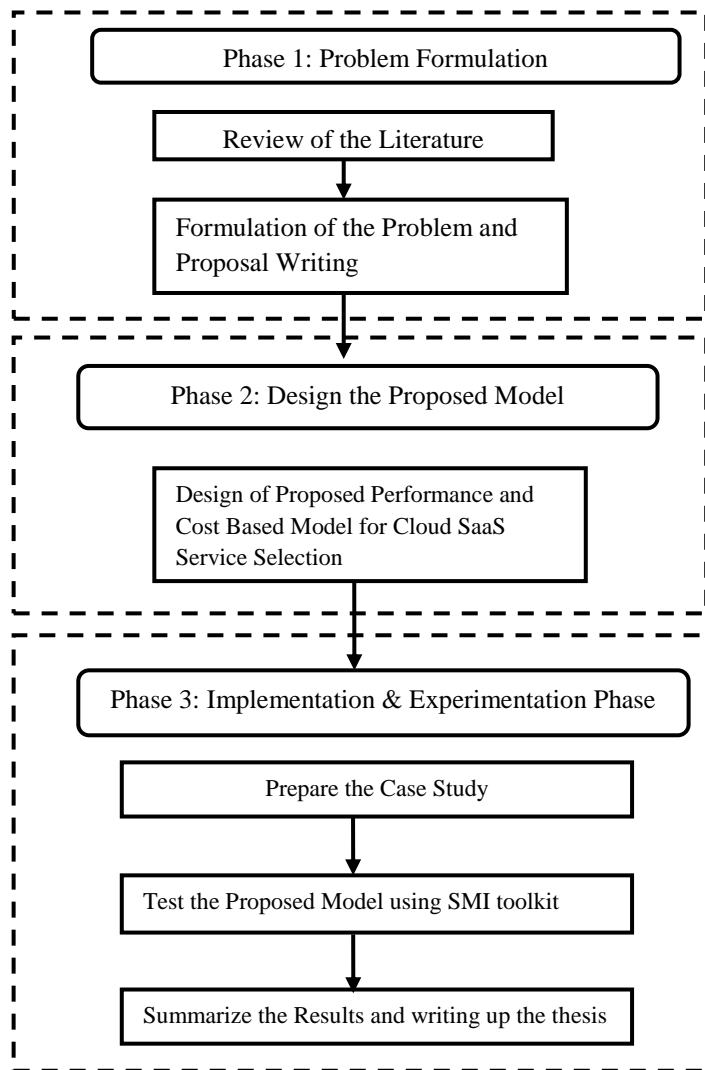 Phase 1: Problem Formulation
Review of the Literature
Formulation of the Problem and
Proposal Writing
Phase 2: Design the Proposed Model
Design of Proposed Performance and
Cost Based Model for Cloud SaaS
Service Selection
Phase 3: Implementation & Experimentation Phase
Prepare the Case Study
Test the Proposed Model using SMI toolkit
Summarize the Results and writing up the thesis